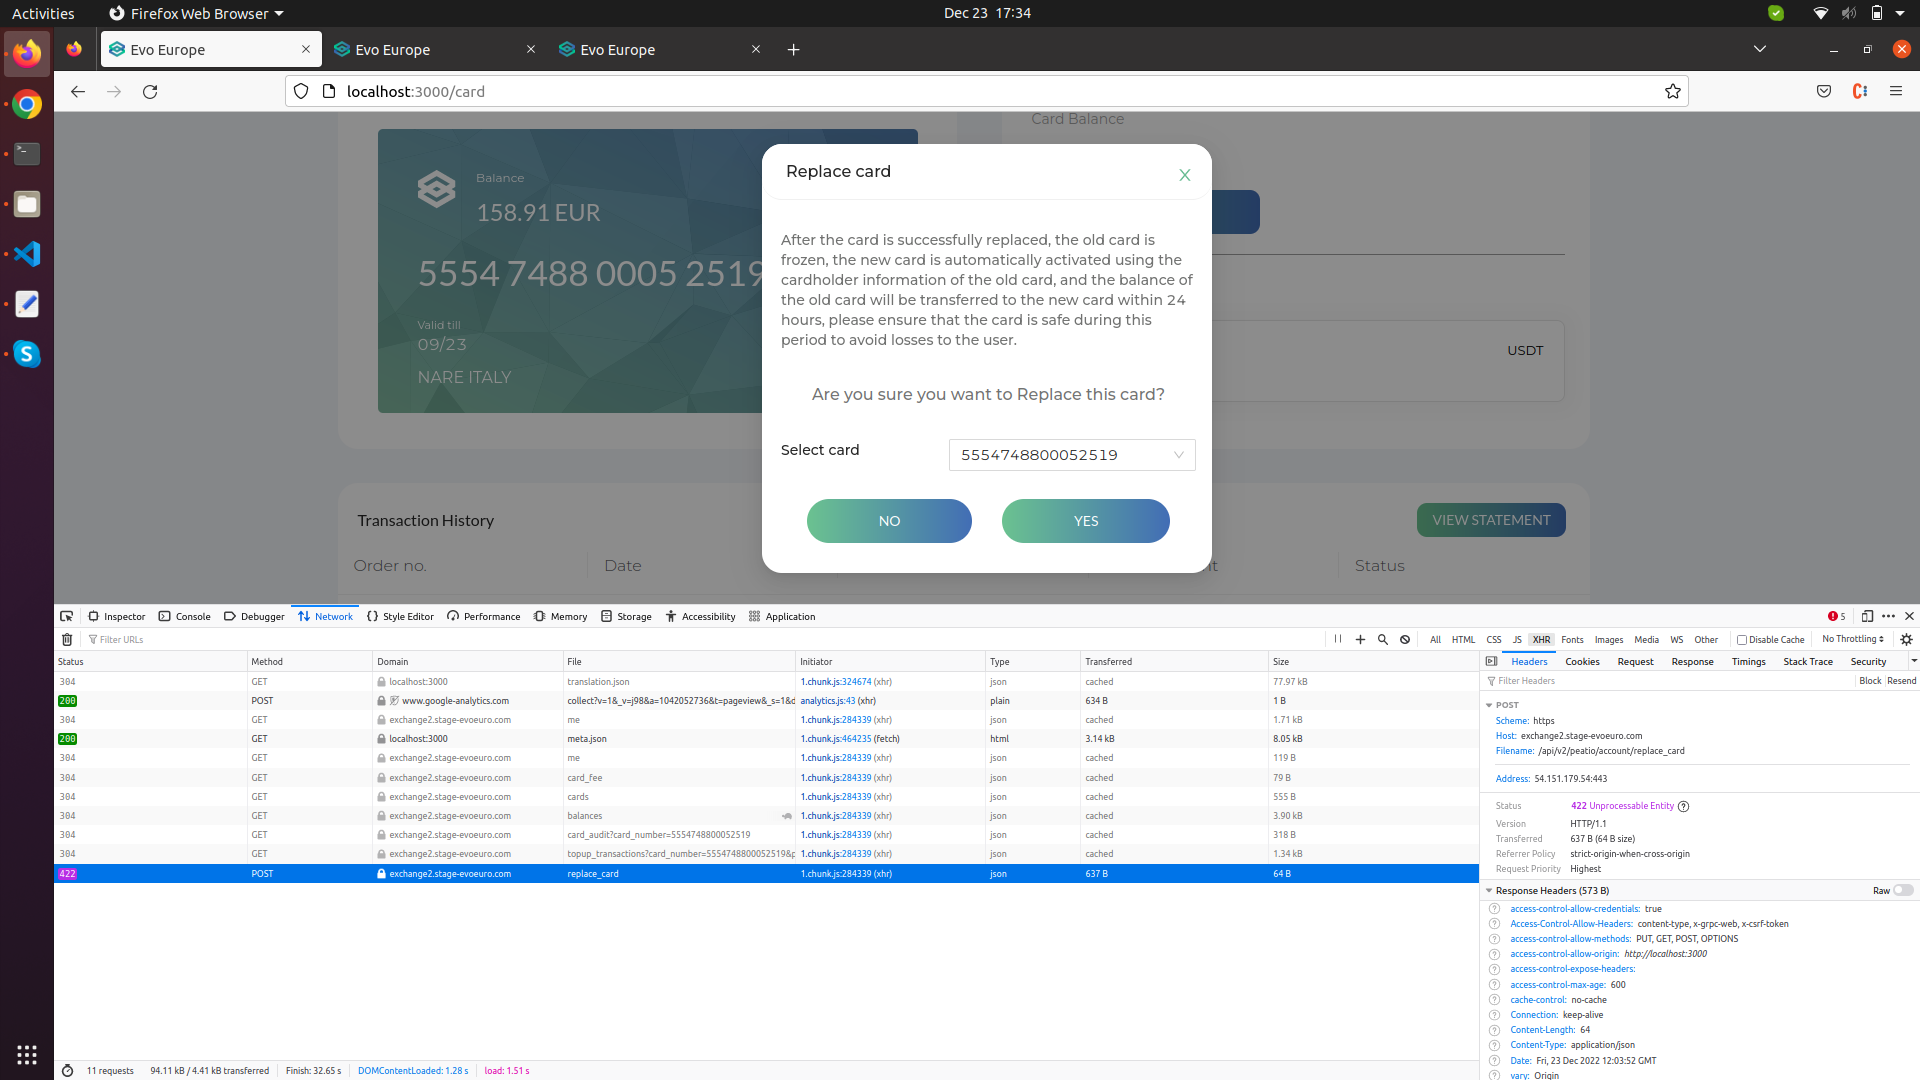 Activities
Firefox Web Browser
Dec 23 17:34
Evo Europe
Evo Europe
Evo Europe
localhost:3000/card
Card Balance
Balance
158.91 EUR
5554 7488 0005 2519
Valid till
09/23
NARE ITALY
Replace card
X
After the card is successfully replaced, the old card is
frozen, the new card is automatically activated using the
cardholder information of the old card, and the balance of
the old card will be transferred to the new card within 24
hours, please ensure that the card is safe during this
period to avoid losses to the user.
Are you sure you want to Replace this card?
Select card
5554748800052519
NO
YES
USDT
Transaction History
VIEW STATEMENT
Order no.
Date
Status
Inspector Console Debugger Network Style Editor Performance Memory Storage Accessibility Application
5
Filter URLs
All HTML CSS JS XHR Fonts Images Media WS Other
Disable Cache
No Throttling
Status Method Domain File Initiator Type Transferred Size
304 GET localhost:3000 translation.json 1.chunk.js:324674 (xhr) json cached 77.97 kB
200 POST www.google-analytics.com collect?v=1&_v=j98&a=1042052736&t=pageview&_s=1&d analytics.js:43 (xhr) plain 634 B 1 B
304 GET exchange2.stage-evoeuro.com me 1.chunk.js:284339 (xhr) json cached 1.71 kB
200 GET localhost:3000 meta.json 1.chunk.js:464235 (fetch) html 3.14 kB 8.05 kB
304 GET exchange2.stage-evoeuro.com me 1.chunk.js:284339 (xhr) json cached 119 B
304 GET exchange2.stage-evoeuro.com card_fee 1.chunk.js:284339 (xhr) json cached 79 B
304 GET exchange2.stage-evoeuro.com cards 1.chunk.js:284339 (xhr) json cached 555 B
304 GET exchange2.stage-evoeuro.com balances 1.chunk.js:284339 (xhr) json cached 3.90 kB
304 GET exchange2.stage-evoeuro.com card_audit?card_number=5554748800052519 1.chunk.js:284339 (xhr) json cached 318 B
304 GET exchange2.stage-evoeuro.com topup_transactions?card_number=5554748800052519&p 1.chunk.js:284339 (xhr) json cached 1.34 kB
422 POST exchange2.stage-evoeuro.com replace_card 1.chunk.js:284339 (xhr) json 637 B 64 B
11 requests 94.11 kB / 4.41 kB transferred Finish: 32.65 s DOMContentLoaded: 1.28 s load: 1.51 s
Headers Cookies Request Response Timings Stack Trace Security
Filter Headers
Block Resend
POST
Scheme: https
Host: exchange2.stage-evoeuro.com
Filename: /api/v2/peatio/account/replace_card
Address: 54.151.179.54:443
Status 422 Unprocessable Entity
Version HTTP/1.1
Transferred 637 B (64 B size)
Referrer Policy strict-origin-when-cross-origin
Request Priority Highest
Response Headers (573 B)
Raw
access-control-allow-credentials: true
Access-Control-Allow-Headers: content-type, x-grpc-web, x-csrf-token
access-control-allow-methods: PUT, GET, POST, OPTIONS
access-control-allow-origin: http://localhost:3000
access-control-expose-headers:
access-control-max-age: 600
cache-control: no-cache
Connection: keep-alive
Content-Length: 64
Content-Type: application/json
Date: Fri, 23 Dec 2022 12:03:52 GMT
vary: Origin